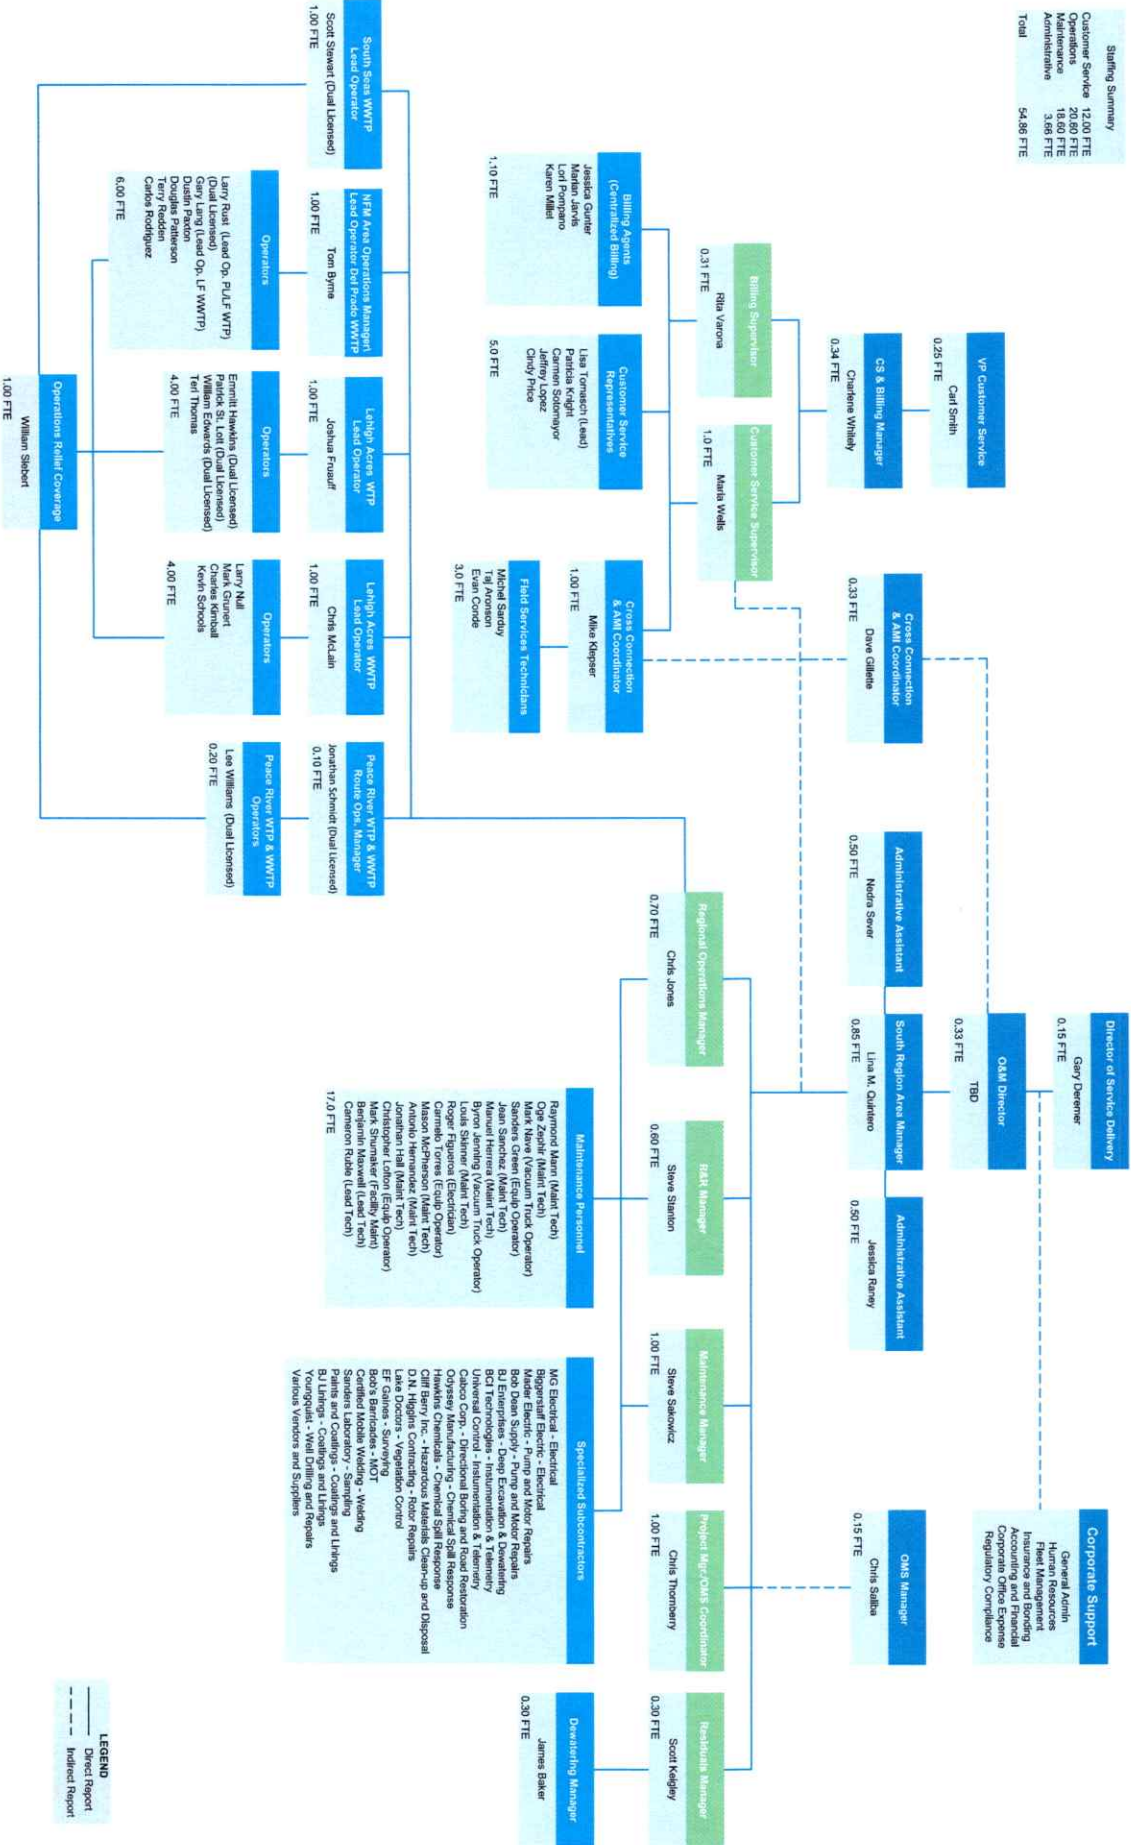 Staffing Summary
Customer Service 12.00 FTE
Operations 20.60 FTE
Maintenance 18.60 FTE
Administrative 3.66 FTE
Total 54.86 FTE
Director of Service Delivery
Gary Deremer
0.15 FTE
Corporate Support
General Admin
Human Resources
Fleet Management
Insurance and Bonding
Accounting and Financial
Corporate Office Expense
Regulatory Compliance
VP Customer Service
Carl Smith
0.25 FTE
O&M Director
TBD
0.33 FTE
CS & Billing Manager
Charlene Whitely
0.34 FTE
Cross Connection
& AMI Coordinator
Dave Gillette
0.33 FTE
Administrative Assistant
Nedra Sever
0.50 FTE
South Region Area Manager
Lina M. Quintero
0.85 FTE
Administrative Assistant
Jessica Raney
0.50 FTE
OMS Manager
Chris Saliba
0.15 FTE
Billing Supervisor
Rita Varona
0.31 FTE
Customer Service Supervisor
Marla Wells
1.0 FTE
Regional Operations Manager
Chris Jones
0.70 FTE
R&R Manager
Steve Stanton
0.60 FTE
Maintenance Manager
Steve Sakowicz
1.00 FTE
Project Mgr./OMS Coordinator
Chris Thornberry
1.00 FTE
Residuals Manager
Scott Keigley
0.30 FTE
Billing Agents
(Centralized Billing)
Jessica Gunter
Marian Jarvis
Lori Pompano
Karen Millet
1.10 FTE
Customer Service
Representatives
Lisa Tomasch (Lead)
Patricia Knight
Carmen Sotomayor
Jeffrey Lopez
Cindy Price
5.0 FTE
Cross Connection
& AMI Coordinator
Mike Klepser
1.00 FTE
Field Services Technicians
Michel Sarduy
Taj Aronson
Evan Conde
3.0 FTE
Maintenance Personnel
Raymond Mann (Maint Tech)
Oge Zephir (Maint Tech)
Mark Nave (Vacuum Truck Operator)
Sanders Green (Equip Operator)
Jean Sanchez (Maint Tech)
Manuel Herrera (Maint Tech)
Byron Jenning (Vacuum Truck Operator)
Louis Skinner (Maint Tech)
Roger Figueroa (Electrician)
Carmelo Torres (Equip Operator)
Mason McPherson (Maint Tech)
Antonio Hernandez (Maint Tech)
Jonathan Hall (Maint Tech)
Christopher Lofton (Equip Operator)
Mark Shumaker (Facility Maint)
Benjamin Maxwell (Lead Tech)
Cameron Ruble (Lead Tech)
17.0 FTE
Specialized Subcontractors
MG Electrical - Electrical
Biggerstaff Electric - Electrical
Mader Electric - Pump and Motor Repairs
Bob Dean Supply - Pump and Motor Repairs
BJ Enterprises - Deep Excavation & Dewatering
BCI Technologies - Instumentation & Telemetry
Universal Control - Instumentation & Telemetry
Cabco Corp. - Directional Boring and Road Restoration
Odyssey Manufacturing - Chemical Spill Response
Hawkins Chemicals - Chemical Spill Response
Cliff Berry Inc. - Hazardous Materials Clean-up and Disposal
D.N. Higgins Contracting - Rotor Repairs
Lake Doctors - Vegetation Control
EF Gaines - Surveying
Bob's Barricades - MOT
Certified Mobile Welding - Welding
Sanders Laboratory - Sampling
Paints and Coatings - Coatings and Linings
BJ Linings - Coatings and Linings
Youngquist - Well Drilling and Repairs
Various Vendors and Suppliers
Dewatering Manager
James Baker
0.30 FTE
South Seas WWTP
Lead Operator
Scott Stewart (Dual Licensed)
1.00 FTE
NFM Area Operations Manager\
Lead Operator Del Prado WWTP
Tom Byrne
1.00 FTE
Lehigh Acres WTP
Lead Operator
Joshua Fruauff
1.00 FTE
Lehigh Acres WWTP
Lead Operator
Chris McLain
1.00 FTE
Peace River WTP & WWTP
Route Ops. Manager
Jonathan Schmidt (Dual Licensed)
0.10 FTE
Operators
Larry Rust (Lead Op. PL/LF WTP)
(Dual Licensed)
Gary Lang (Lead Op. LF WWTP)
Dustin Paxton
Douglas Patterson
Terry Redden
Carlos Rodriguez
6.00 FTE
Operators
Emmitt Hawkins (Dual Licensed)
Patrick St. Lott (Dual Licensed)
William Edwards (Dual Licensed)
Teri Thomas
4.00 FTE
Operators
Larry Null
Mark Grunert
Charles Kimball
Kevin Schools
4.00 FTE
Peace River WTP & WWTP
Operators
Lee Williams (Dual Licensed)
0.20 FTE
Operations Relief Coverage
William Siebert
1.00 FTE
LEGEND
Direct Report
Indirect Report